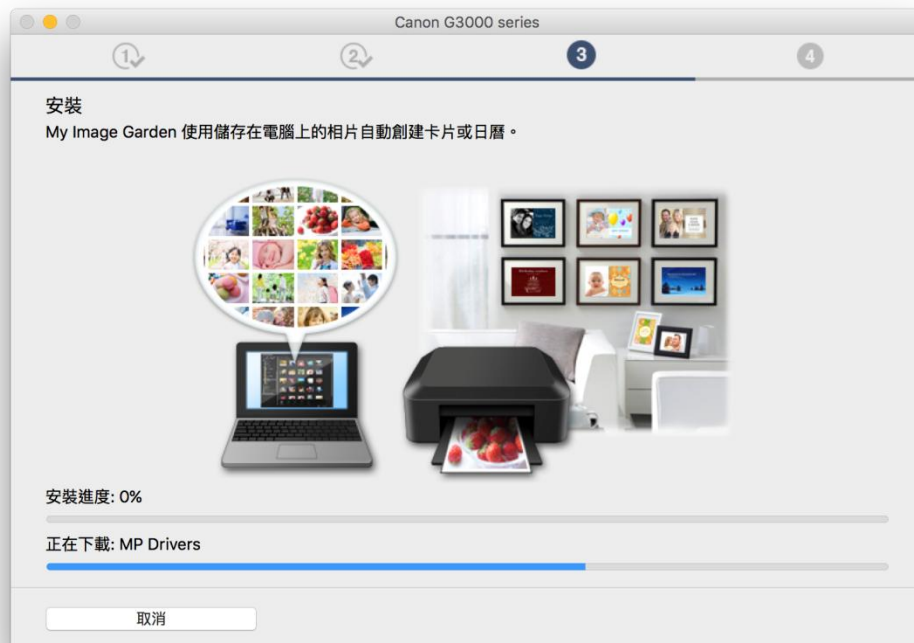 Canon G3000 series
1 2 3 4
安裝
My Image Garden 使用儲存在電腦上的相片自動創建卡片或日曆。
安裝進度: 0%
正在下載: MP Drivers
取消